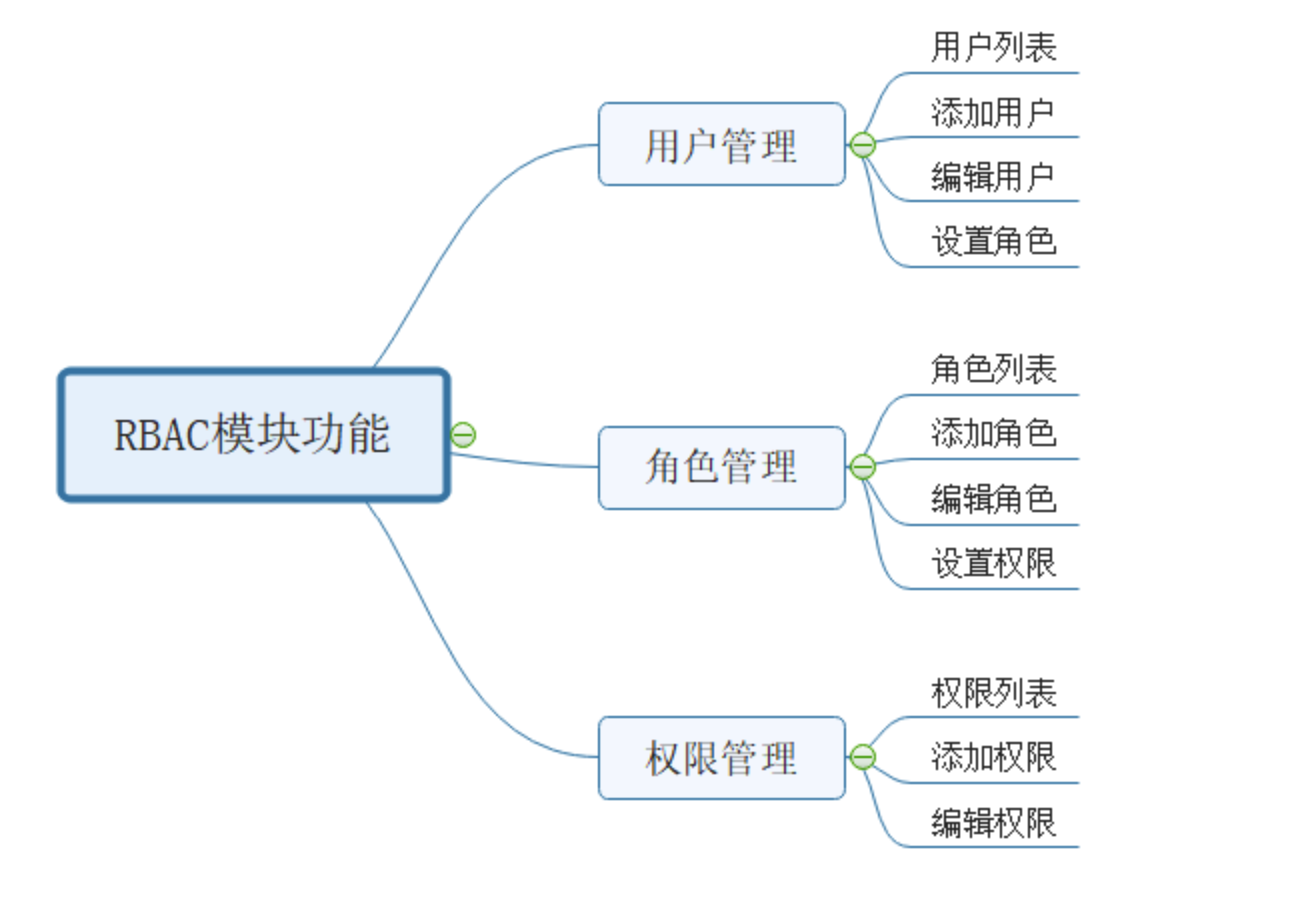 RBAC模块功能
用户管理
用户列表
添加用户
编辑用户
设置角色
角色管理
角色列表
添加角色
编辑角色
设置权限
权限管理
权限列表
添加权限
编辑权限